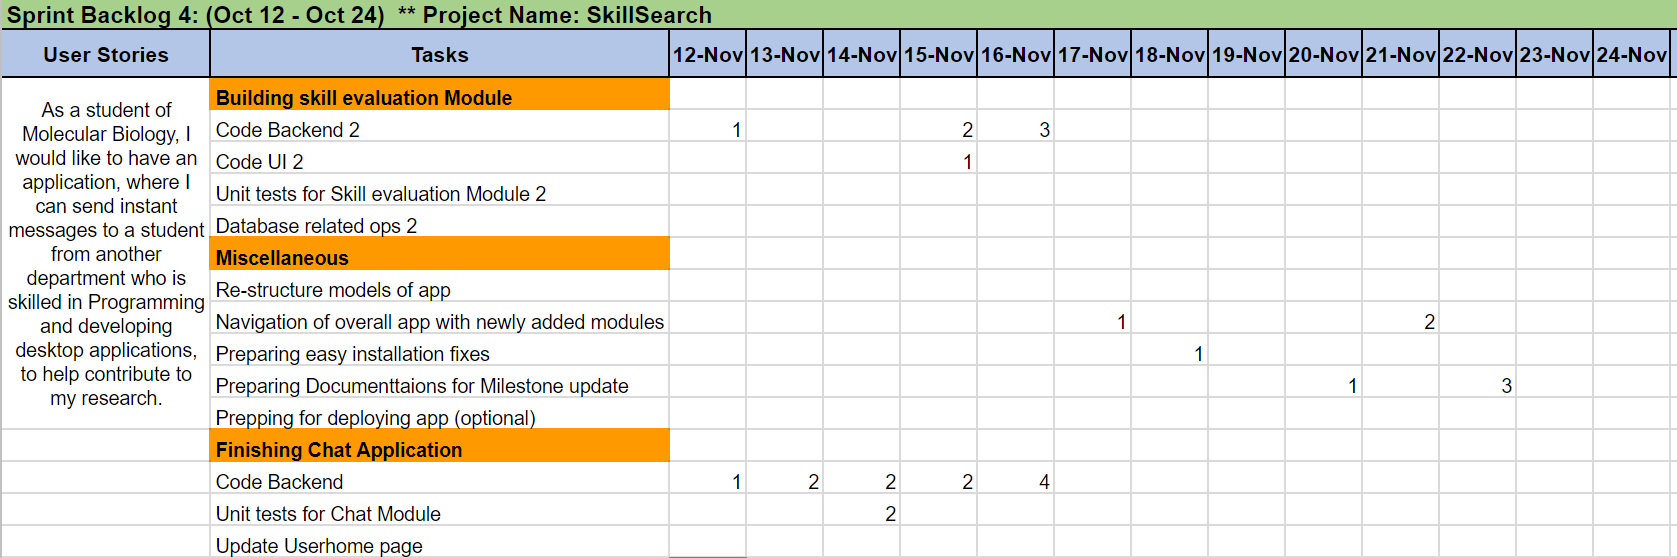 Sprint Backlog 4: (Oct 12 - Oct 24)  ** Project Name: SkillSearch
User Stories Tasks 12-Nov 13-Nov 14-Nov 15-Nov 16-Nov 17-Nov 18-Nov 19-Nov 20-Nov 21-Nov 22-Nov 23-Nov 24-Nov
As a student of
Molecular Biology, I
would like to have an
application, where I
can send instant
messages to a student
from another
department who is
skilled in Programming
and developing
desktop applications,
to help contribute to
my research.
Building skill evaluation Module
Code Backend 2 1 2 3
Code UI 2 1
Unit tests for Skill evaluation Module 2
Database related ops 2
Miscellaneous
Re-structure models of app
Navigation of overall app with newly added modules 1 2
Preparing easy installation fixes 1
Preparing Documenttaions for Milestone update 1 3
Prepping for deploying app (optional)
Finishing Chat Application
Code Backend 1 2 2 2 4
Unit tests for Chat Module 2
Update Userhome page